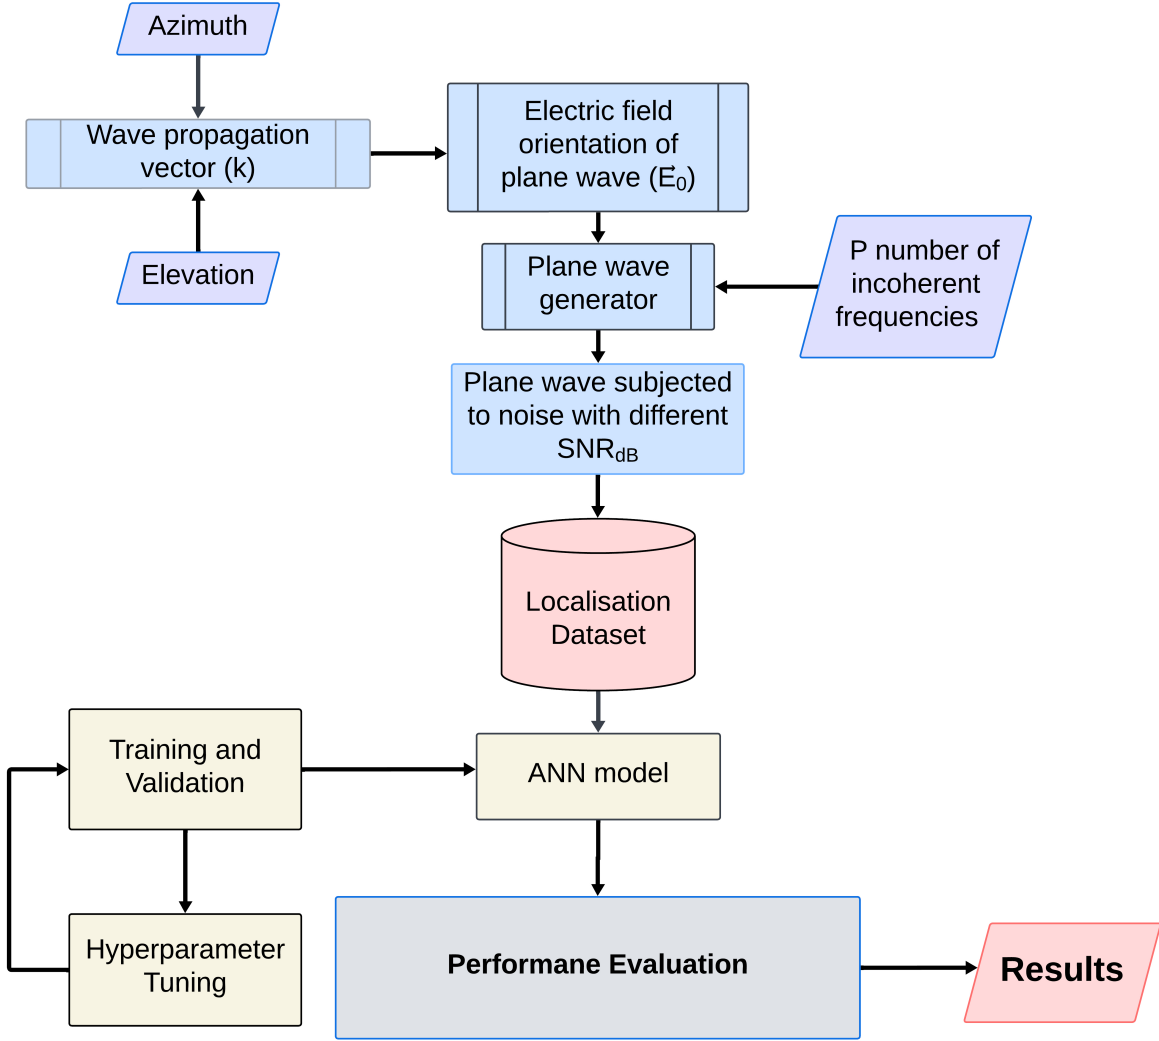 Azimuth
Wave propagation
vector (k)
Elevation
Electric field
orientation of
plane wave (E⃗₀)
Plane wave
generator
P number of
incoherent
frequencies
Plane wave subjected
to noise with different
SNR_dB
Localisation
Dataset
Training and
Validation
ANN model
Hyperparameter
Tuning
Performane Evaluation
Results